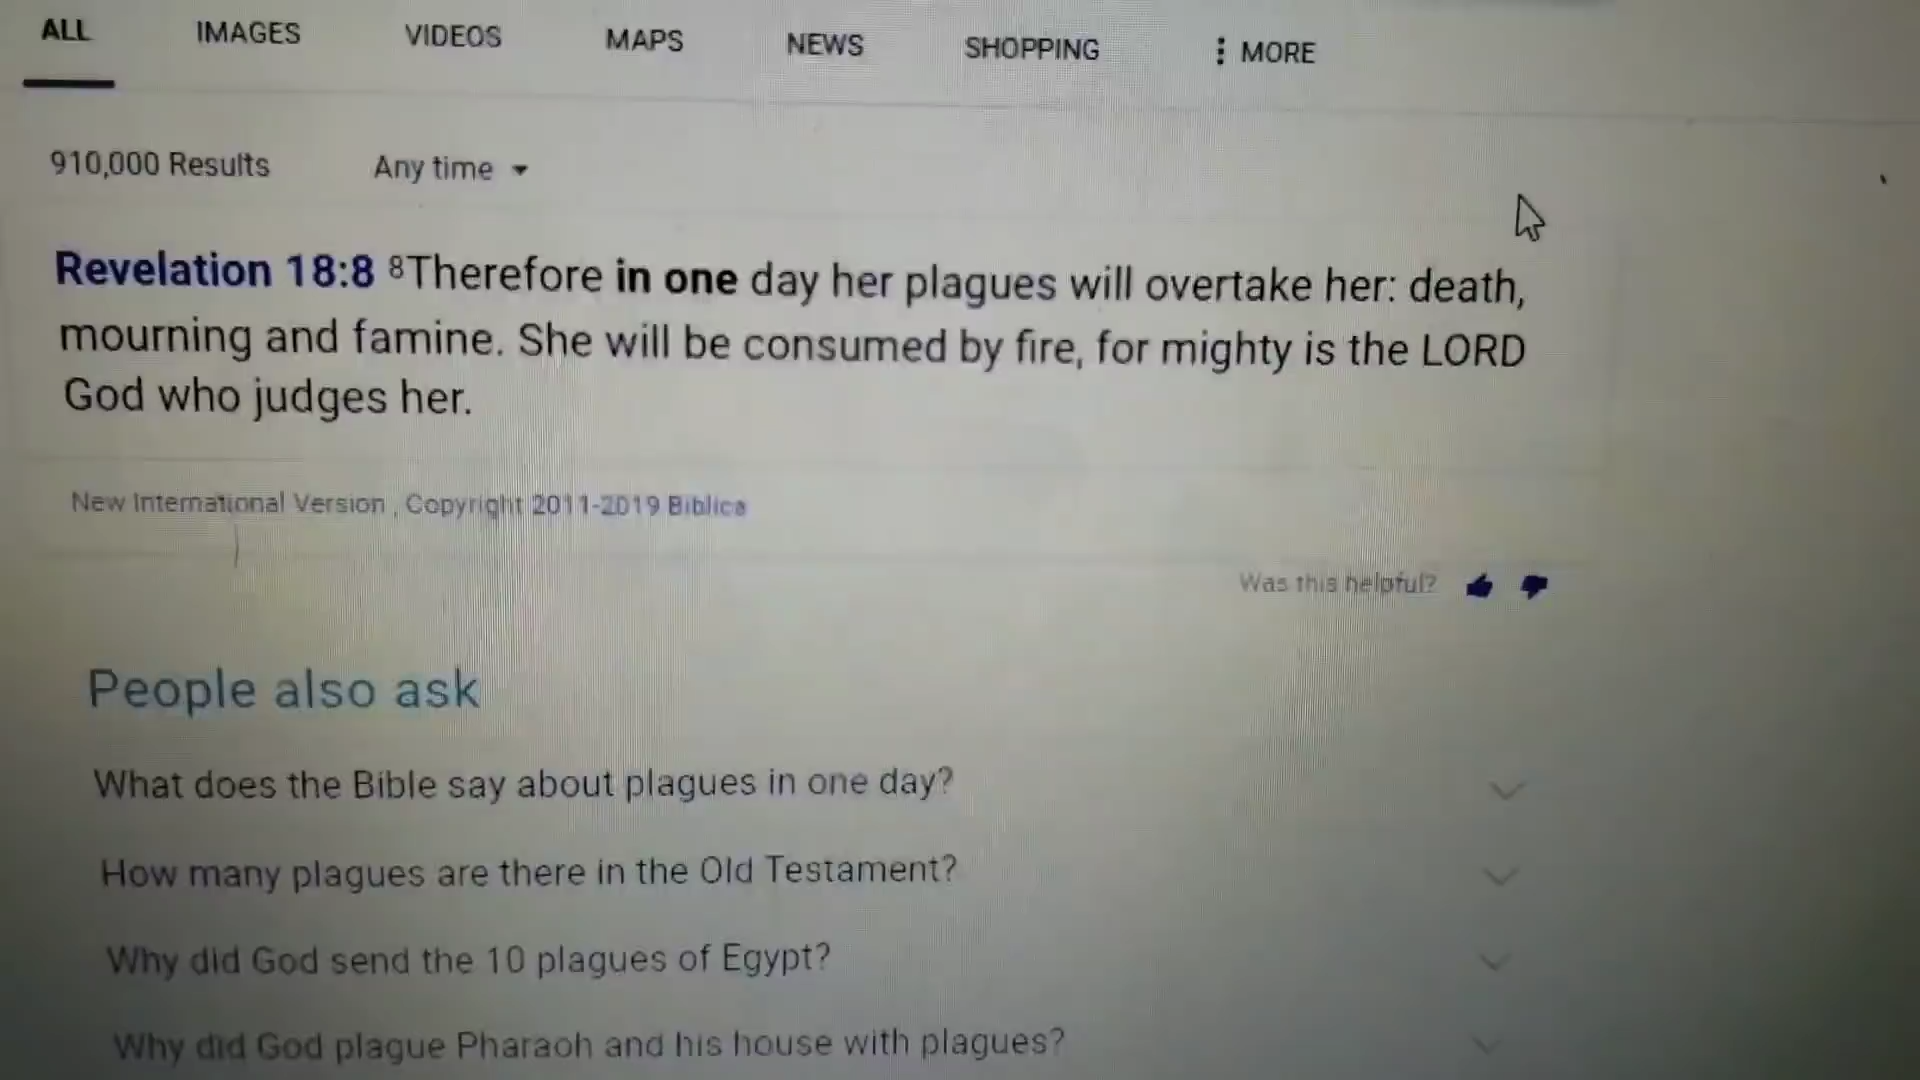 ALL IMAGES VIDEOS MAPS NEWS SHOPPING MORE
910,000 Results Any time
Revelation 18:8 8Therefore in one day her plagues will overtake her: death,
mourning and famine. She will be consumed by fire, for mighty is the LORD
God who judges her.
New International Version , Copyright 2011-2019 Biblica
Was this helpful?
People also ask
What does the Bible say about plagues in one day?
How many plagues are there in the Old Testament?
Why did God send the 10 plagues of Egypt?
Why did God plague Pharaoh and his house with plagues?